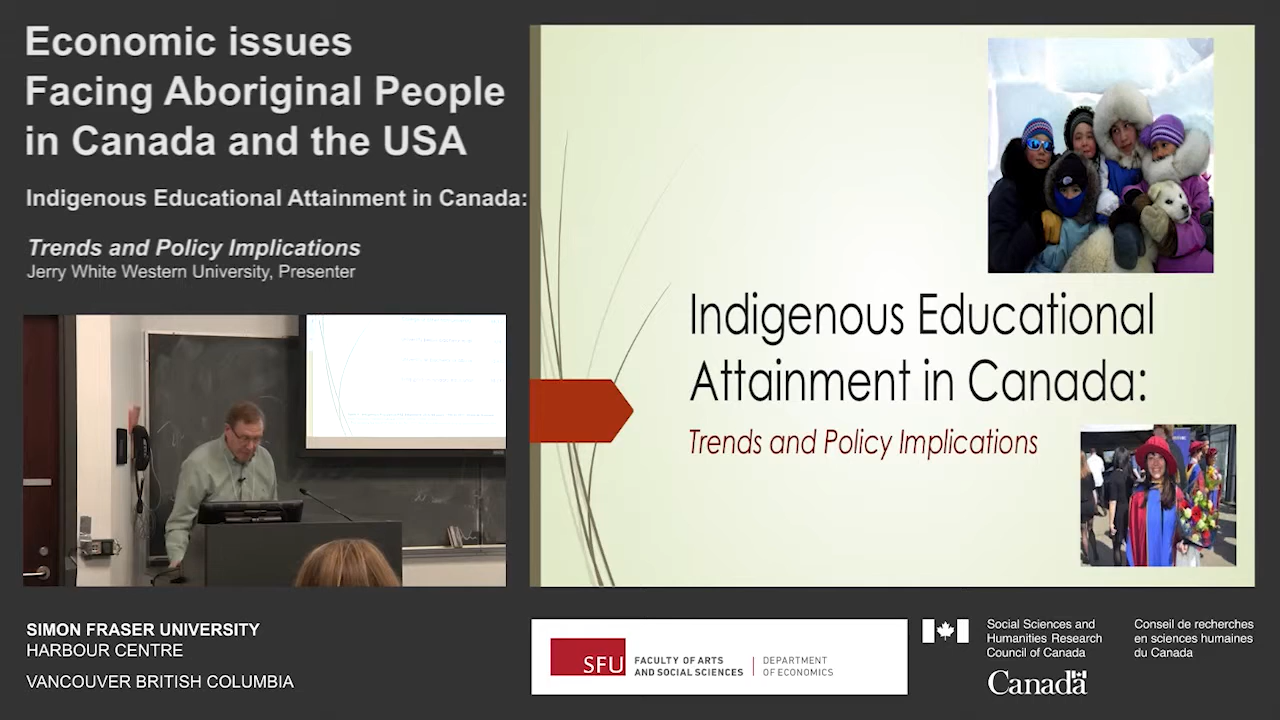 Economic issues
Facing Aboriginal People
in Canada and the USA
Indigenous Educational Attainment in Canada:
Trends and Policy Implications
Jerry White Western University, Presenter
Indigenous Educational
Attainment in Canada:
Trends and Policy Implications
SIMON FRASER UNIVERSITY
HARBOUR CENTRE
VANCOUVER BRITISH COLUMBIA
SFU
FACULTY OF ARTS
AND SOCIAL SCIENCES
DEPARTMENT
OF ECONOMICS
Social Sciences and
Humanities Research
Council of Canada
Conseil de recherches
en sciences humaines
du Canada
Canada